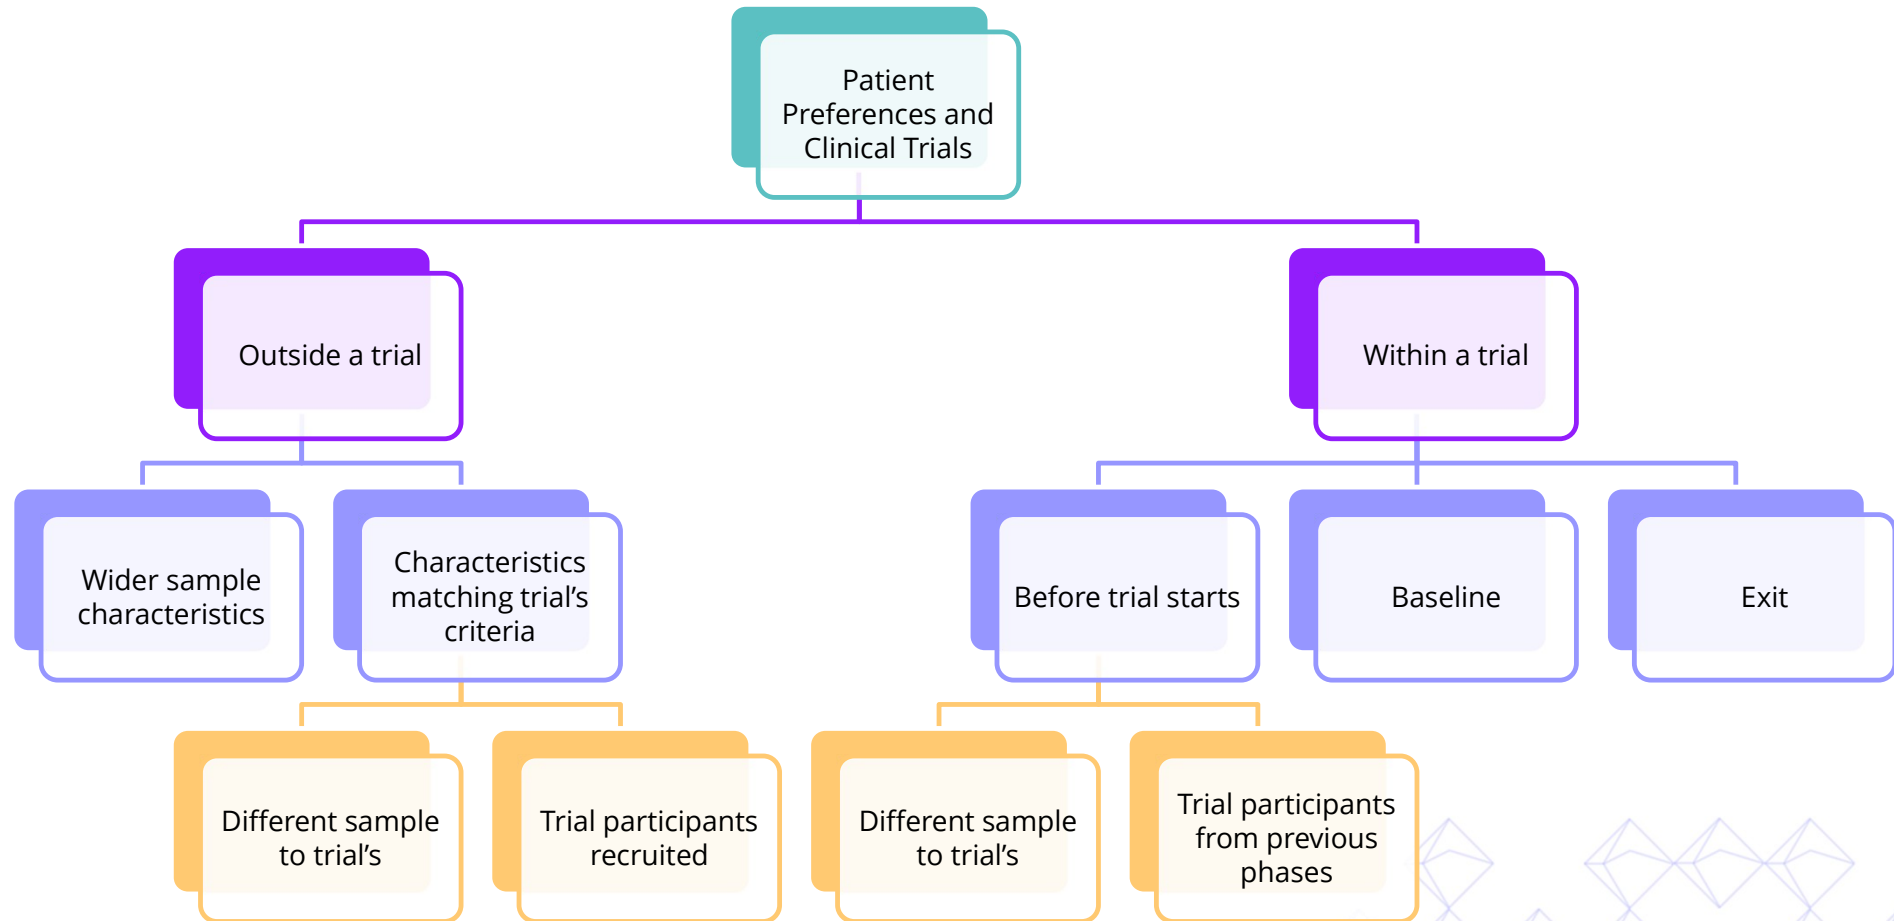 Patient
Preferences and
Clinical Trials
Outside a trial
Within a trial
Wider sample
characteristics
Characteristics
matching trial’s
criteria
Before trial starts
Baseline
Exit
Different sample
to trial’s
Trial participants
recruited
Different sample
to trial’s
Trial participants
from previous
phases